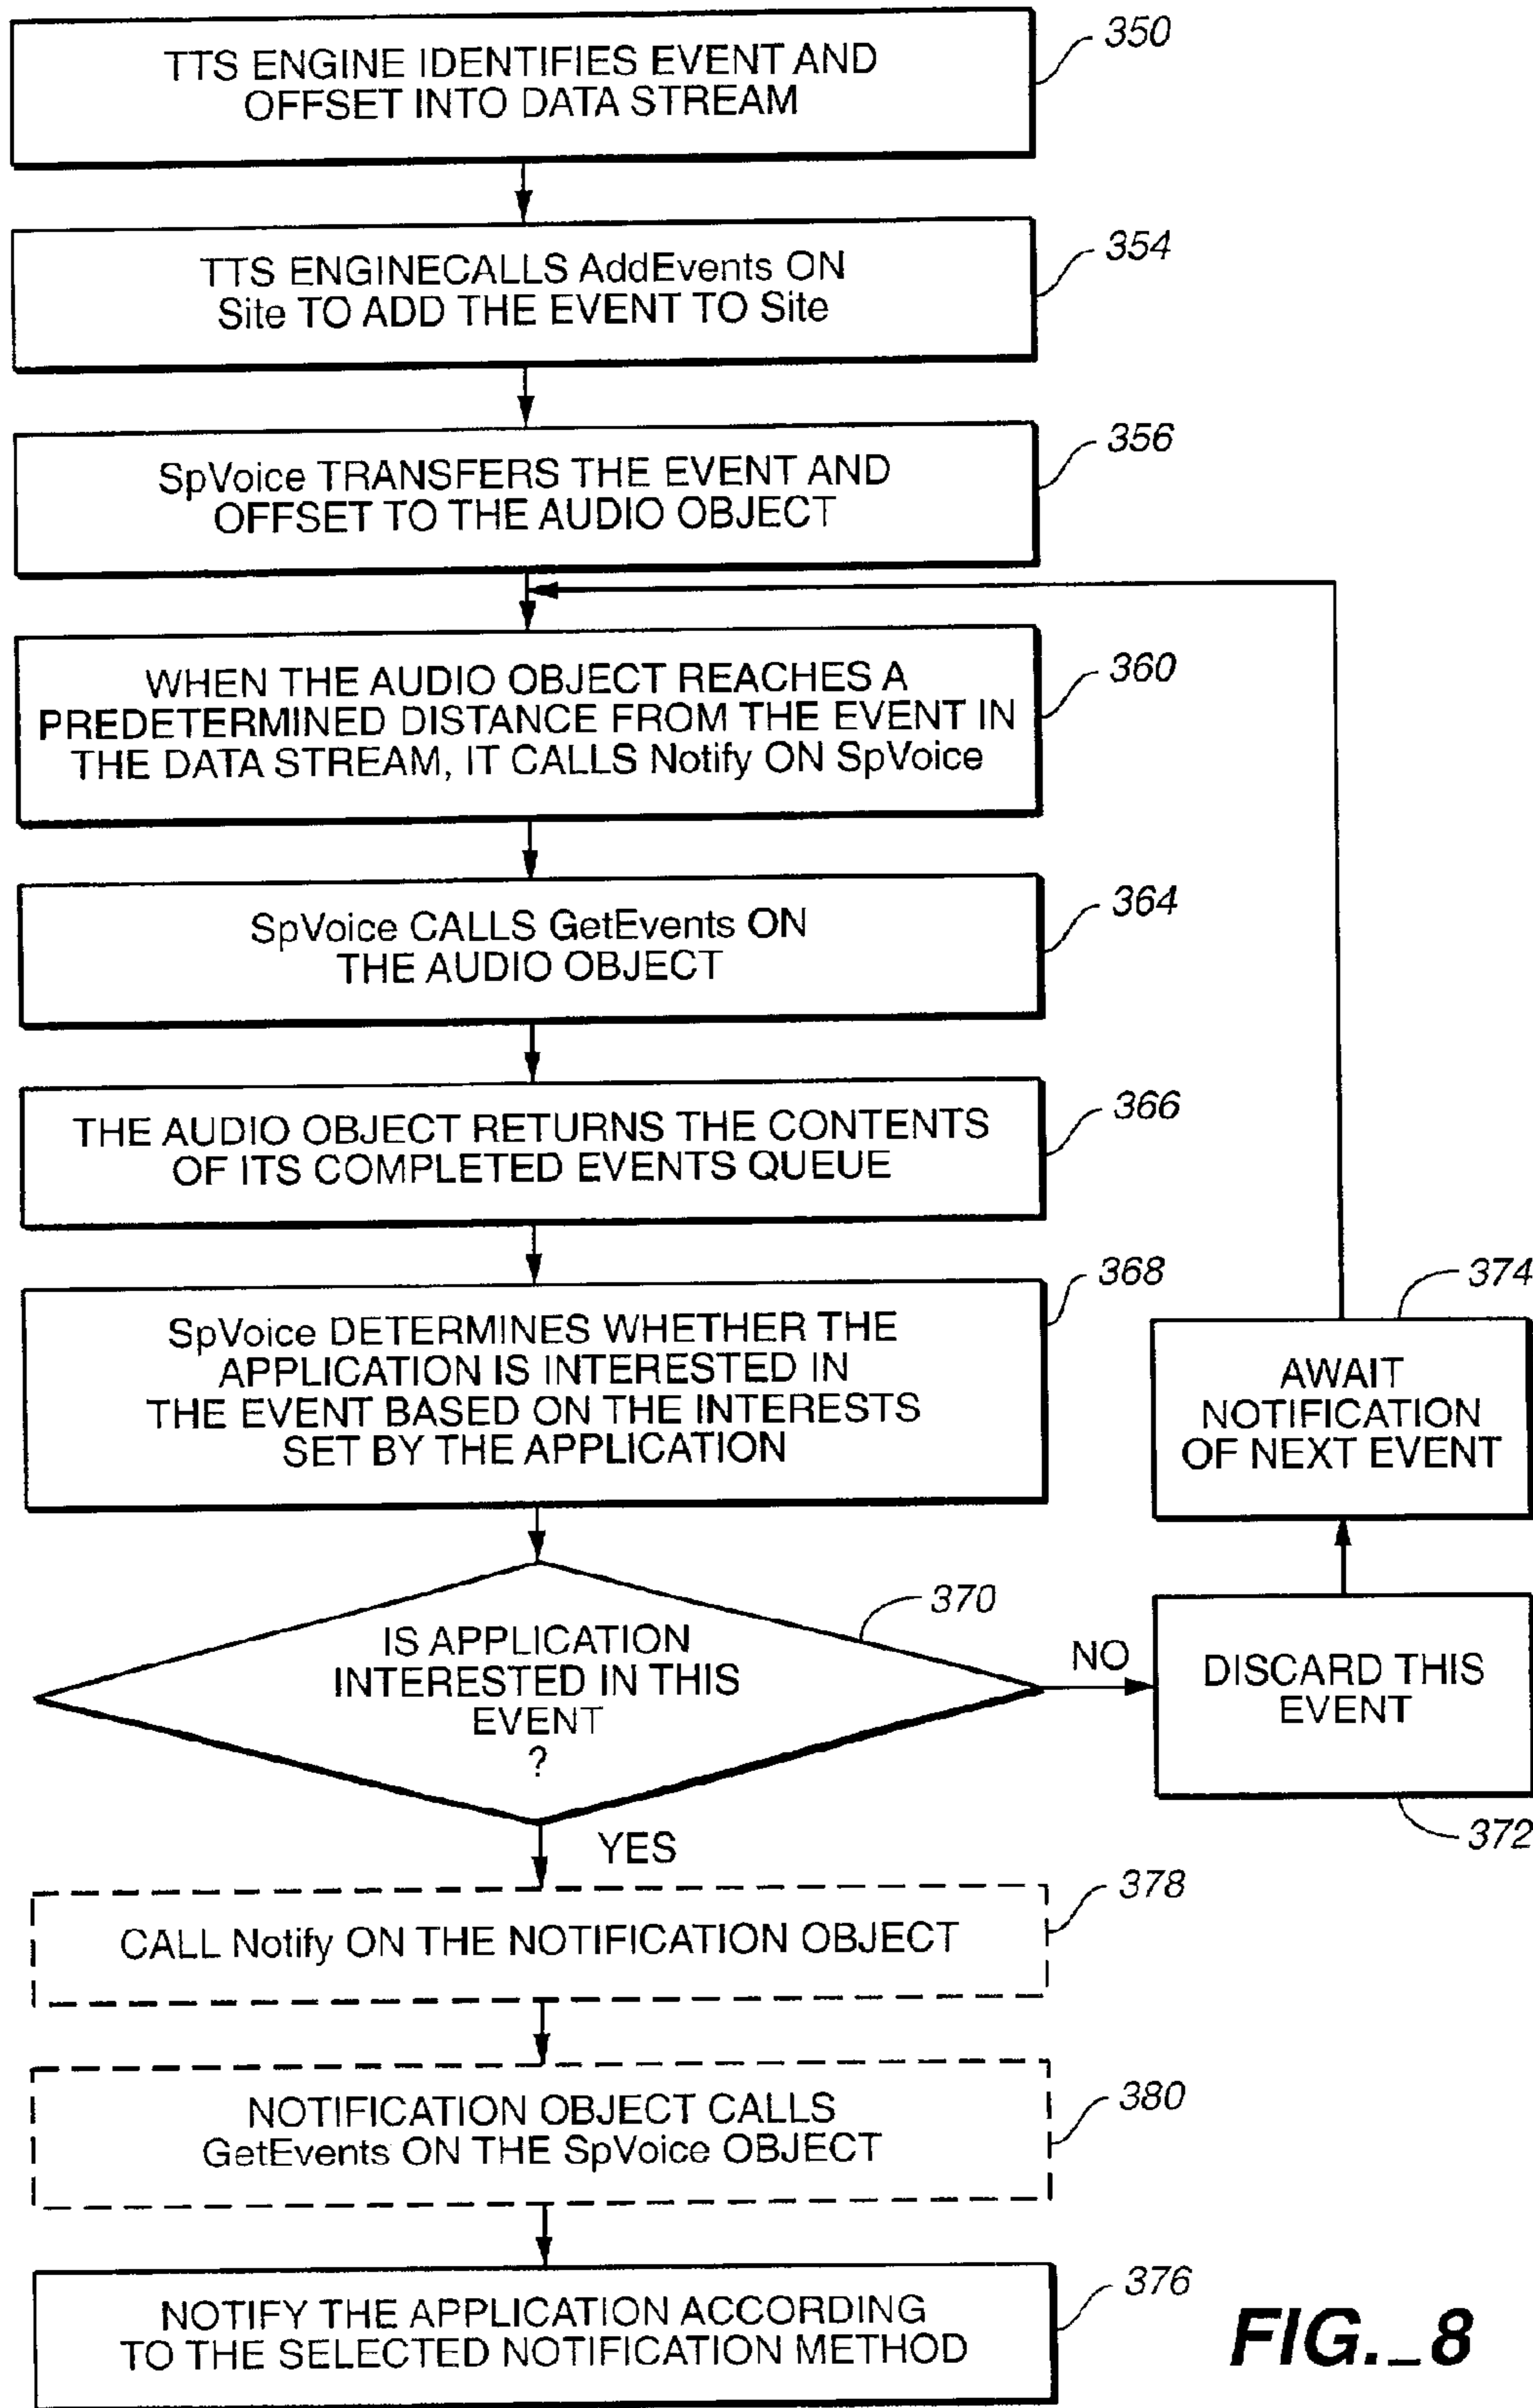 350
TTS ENGINE IDENTIFIES EVENT AND
OFFSET INTO DATA STREAM
354
TTS ENGINECALLS AddEvents ON
Site TO ADD THE EVENT TO Site
356
SpVoice TRANSFERS THE EVENT AND
OFFSET TO THE AUDIO OBJECT
360
WHEN THE AUDIO OBJECT REACHES A
PREDETERMINED DISTANCE FROM THE EVENT IN
THE DATA STREAM, IT CALLS Notify ON SpVoice
364
SpVoice CALLS GetEvents ON
THE AUDIO OBJECT
366
THE AUDIO OBJECT RETURNS THE CONTENTS
OF ITS COMPLETED EVENTS QUEUE
368
SpVoice DETERMINES WHETHER THE
APPLICATION IS INTERESTED IN
THE EVENT BASED ON THE INTERESTS
SET BY THE APPLICATION
374
AWAIT
NOTIFICATION
OF NEXT EVENT
370
IS APPLICATION
INTERESTED IN THIS
EVENT
?
NO
DISCARD THIS
EVENT
372
YES
378
CALL Notify ON THE NOTIFICATION OBJECT
380
NOTIFICATION OBJECT CALLS
GetEvents ON THE SpVoice OBJECT
376
NOTIFY THE APPLICATION ACCORDING
TO THE SELECTED NOTIFICATION METHOD
FIG._8